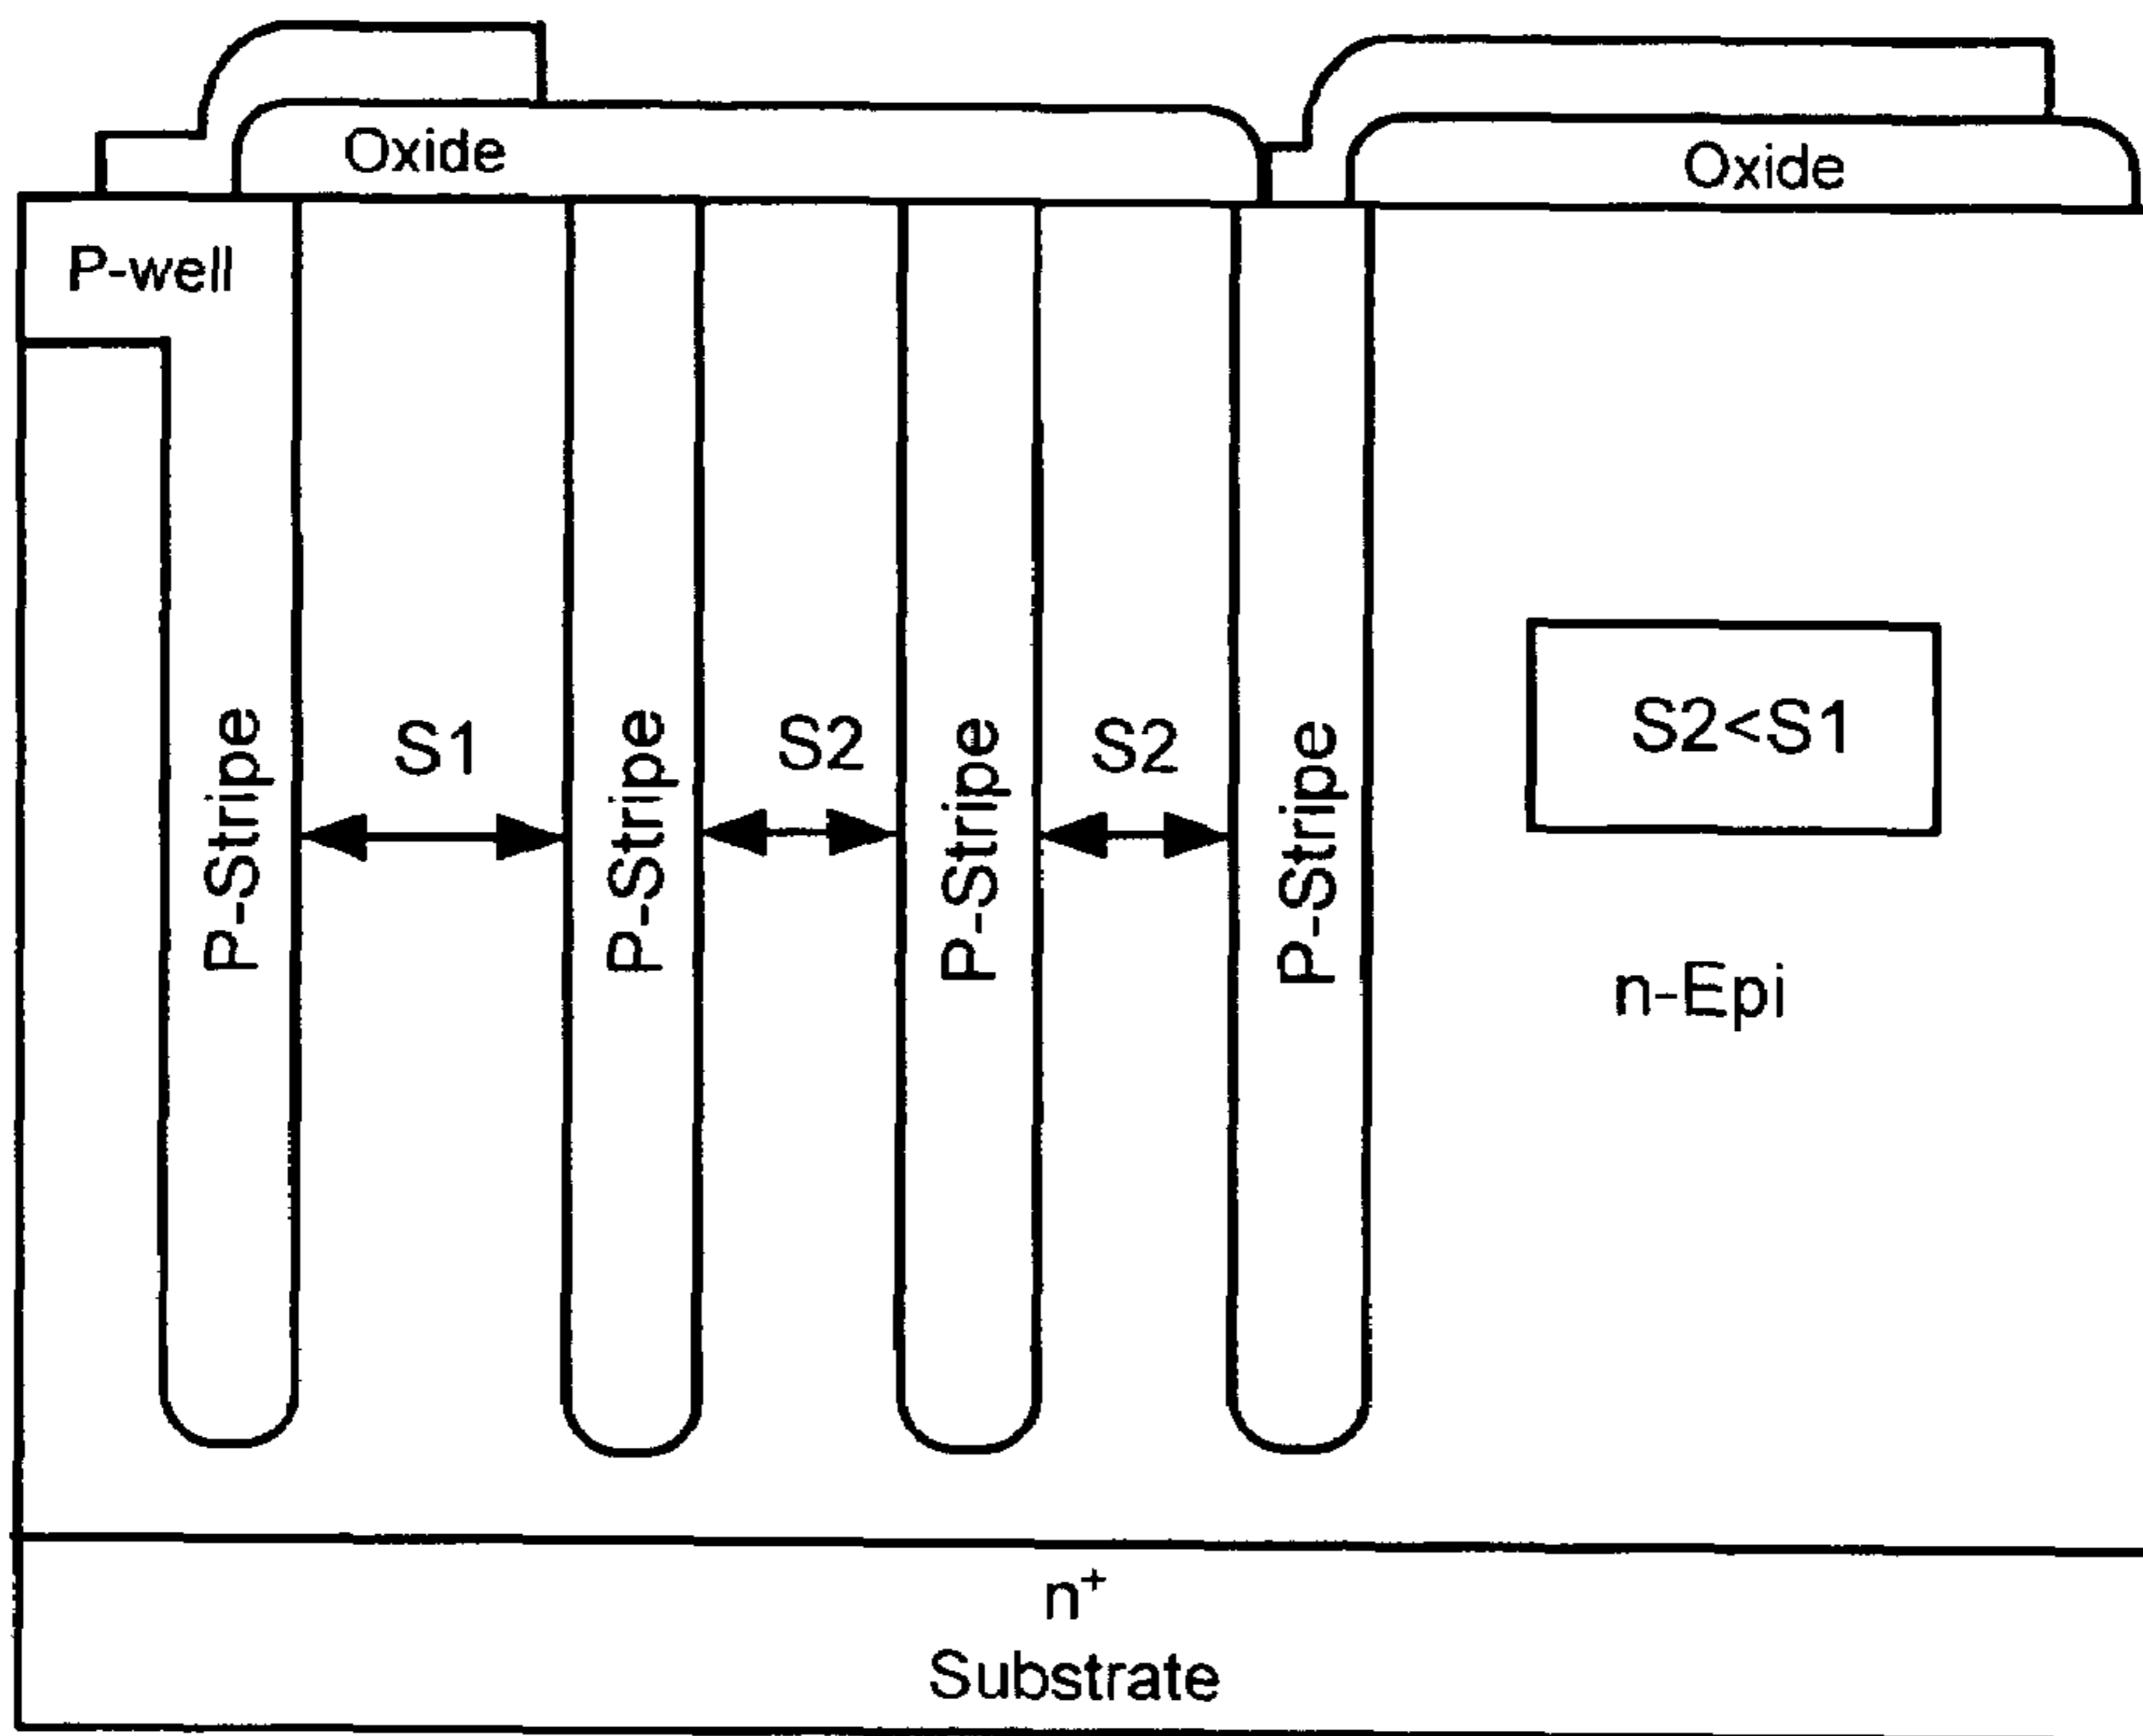 Oxide
Oxide
P-well
P-Stripe
S1
P-Stripe
S2
P-Stripe
S2
P-Stripe
S2<S1
n-Epi
n⁺
Substrate